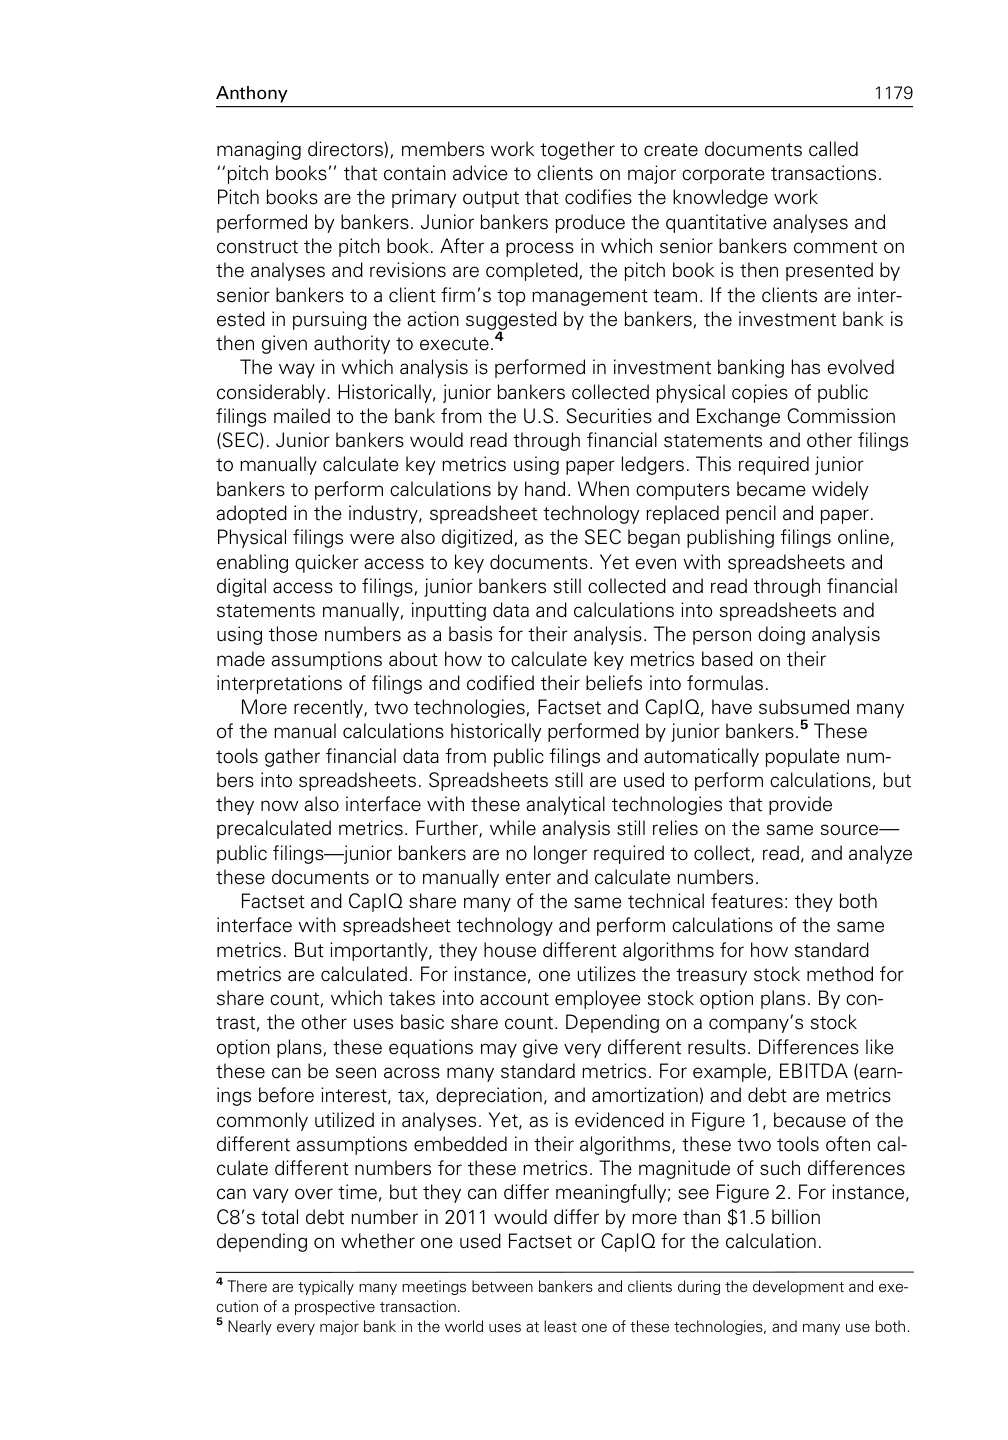 Anthony 1179
managing directors), members work together to create documents called
‘‘pitch books’’ that contain advice to clients on major corporate transactions.
Pitch books are the primary output that codifies the knowledge work
performed by bankers. Junior bankers produce the quantitative analyses and
construct the pitch book. After a process in which senior bankers comment on
the analyses and revisions are completed, the pitch book is then presented by
senior bankers to a client firm’s top management team. If the clients are inter-
ested in pursuing the action suggested by the bankers, the investment bank is
then given authority to execute.4
The way in which analysis is performed in investment banking has evolved
considerably. Historically, junior bankers collected physical copies of public
filings mailed to the bank from the U.S. Securities and Exchange Commission
(SEC). Junior bankers would read through financial statements and other filings
to manually calculate key metrics using paper ledgers. This required junior
bankers to perform calculations by hand. When computers became widely
adopted in the industry, spreadsheet technology replaced pencil and paper.
Physical filings were also digitized, as the SEC began publishing filings online,
enabling quicker access to key documents. Yet even with spreadsheets and
digital access to filings, junior bankers still collected and read through financial
statements manually, inputting data and calculations into spreadsheets and
using those numbers as a basis for their analysis. The person doing analysis
made assumptions about how to calculate key metrics based on their
interpretations of filings and codified their beliefs into formulas.
More recently, two technologies, Factset and CapIQ, have subsumed many
of the manual calculations historically performed by junior bankers.5 These
tools gather financial data from public filings and automatically populate num-
bers into spreadsheets. Spreadsheets still are used to perform calculations, but
they now also interface with these analytical technologies that provide
precalculated metrics. Further, while analysis still relies on the same source—
public filings—junior bankers are no longer required to collect, read, and analyze
these documents or to manually enter and calculate numbers.
Factset and CapIQ share many of the same technical features: they both
interface with spreadsheet technology and perform calculations of the same
metrics. But importantly, they house different algorithms for how standard
metrics are calculated. For instance, one utilizes the treasury stock method for
share count, which takes into account employee stock option plans. By con-
trast, the other uses basic share count. Depending on a company’s stock
option plans, these equations may give very different results. Differences like
these can be seen across many standard metrics. For example, EBITDA (earn-
ings before interest, tax, depreciation, and amortization) and debt are metrics
commonly utilized in analyses. Yet, as is evidenced in Figure 1, because of the
different assumptions embedded in their algorithms, these two tools often cal-
culate different numbers for these metrics. The magnitude of such differences
can vary over time, but they can differ meaningfully; see Figure 2. For instance,
C8’s total debt number in 2011 would differ by more than $1.5 billion
depending on whether one used Factset or CapIQ for the calculation.
4 There are typically many meetings between bankers and clients during the development and exe-
cution of a prospective transaction.
5 Nearly every major bank in the world uses at least one of these technologies, and many use both.